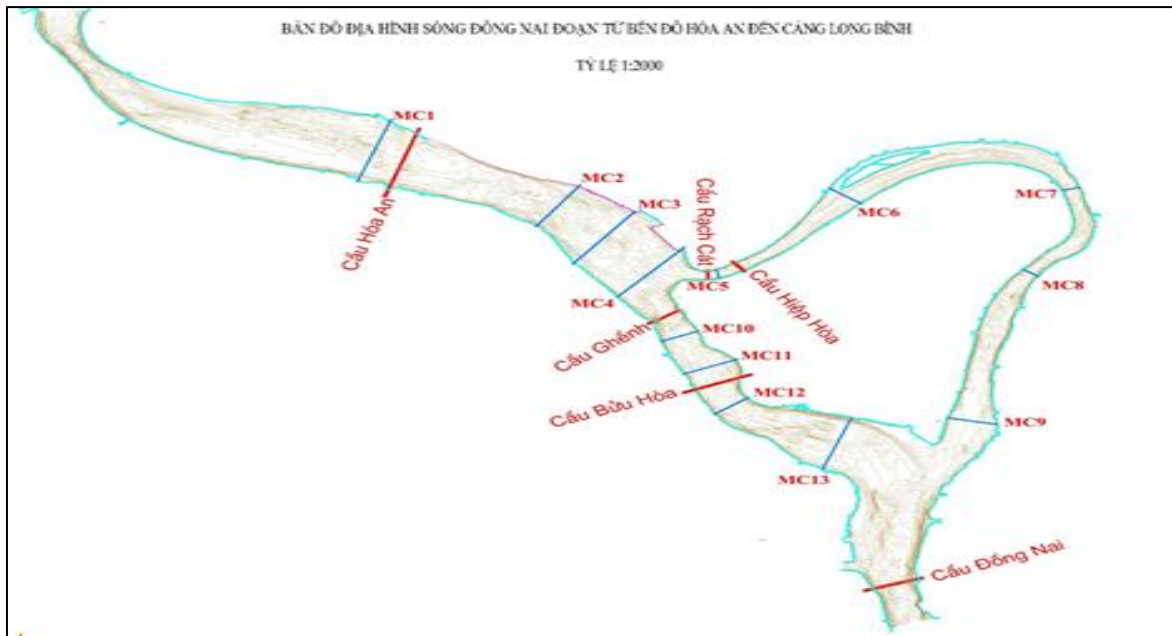 BẢN ĐỒ ĐỊA HÌNH SÔNG ĐỒNG NAI ĐOẠN TỪ BẾN ĐÒ HÓA AN ĐẾN CẢNG LONG BÌNH
TỶ LỆ 1:2000
MC1
MC2
MC3
Cầu Hóa An
Cầu Rạch Cát
MC6
MC7
MC5
MC8
Cầu Hiệp Hòa
MC4
Cầu Ghềnh
MC10
MC11
Cầu Bửu Hòa
MC12
MC9
MC13
Cầu Đồng Nai